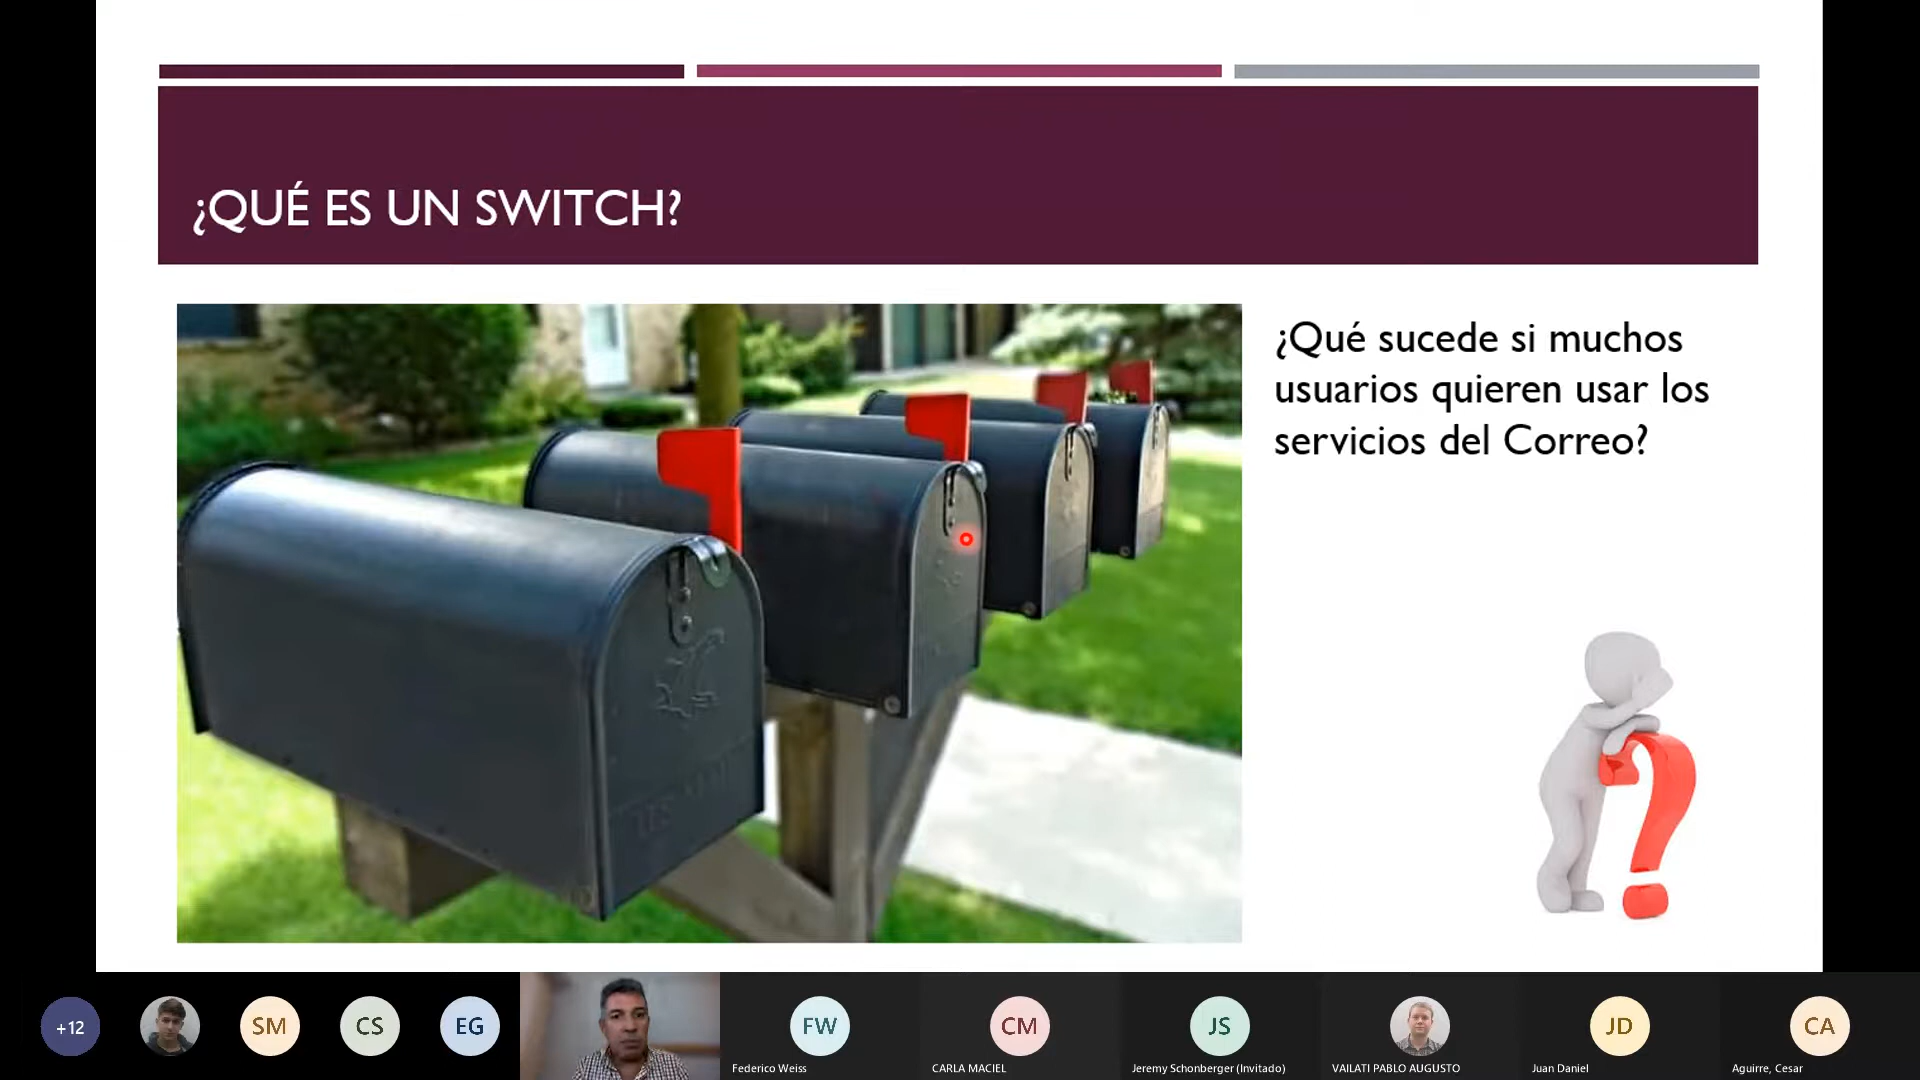 ¿QUÉ ES UN SWITCH?
¿Qué sucede si muchos
usuarios quieren usar los
servicios del Correo?
+12
SM
CS
EG
FW
CM
JS
JD
CA
Federico Weiss
CARLA MACIEL
Jeremy Schonberger (Invitado)
VAILATI PABLO AUGUSTO
Juan Daniel
Aguirre, Cesar